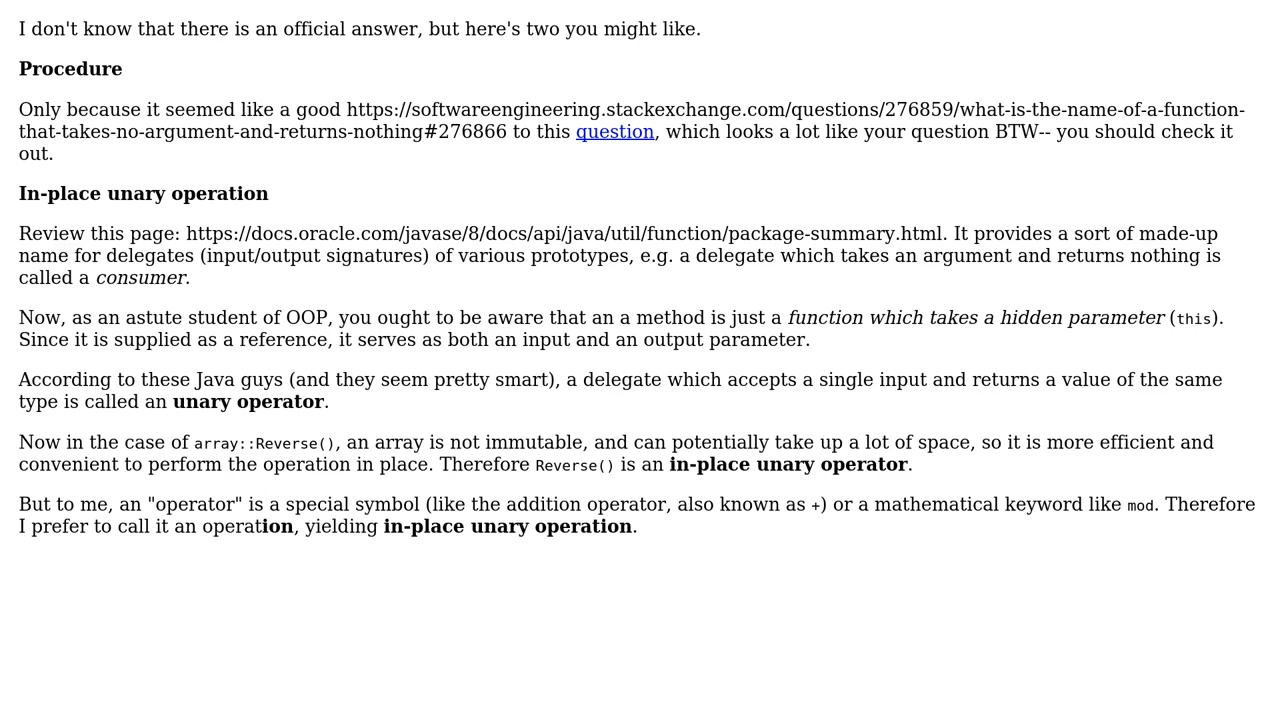 I don't know that there is an official answer, but here's two you might like.
Procedure
Only because it seemed like a good https://softwareengineering.stackexchange.com/questions/276859/what-is-the-name-of-a-function-
that-takes-no-argument-and-returns-nothing#276866 to this question, which looks a lot like your question BTW-- you should check it
out.
In-place unary operation
Review this page: https://docs.oracle.com/javase/8/docs/api/java/util/function/package-summary.html. It provides a sort of made-up
name for delegates (input/output signatures) of various prototypes, e.g. a delegate which takes an argument and returns nothing is
called a consumer.
Now, as an astute student of OOP, you ought to be aware that an a method is just a function which takes a hidden parameter (this).
Since it is supplied as a reference, it serves as both an input and an output parameter.
According to these Java guys (and they seem pretty smart), a delegate which accepts a single input and returns a value of the same
type is called an unary operator.
Now in the case of array::Reverse(), an array is not immutable, and can potentially take up a lot of space, so it is more efficient and
convenient to perform the operation in place. Therefore Reverse() is an in-place unary operator.
But to me, an "operator" is a special symbol (like the addition operator, also known as +) or a mathematical keyword like mod. Therefore
I prefer to call it an operation, yielding in-place unary operation.